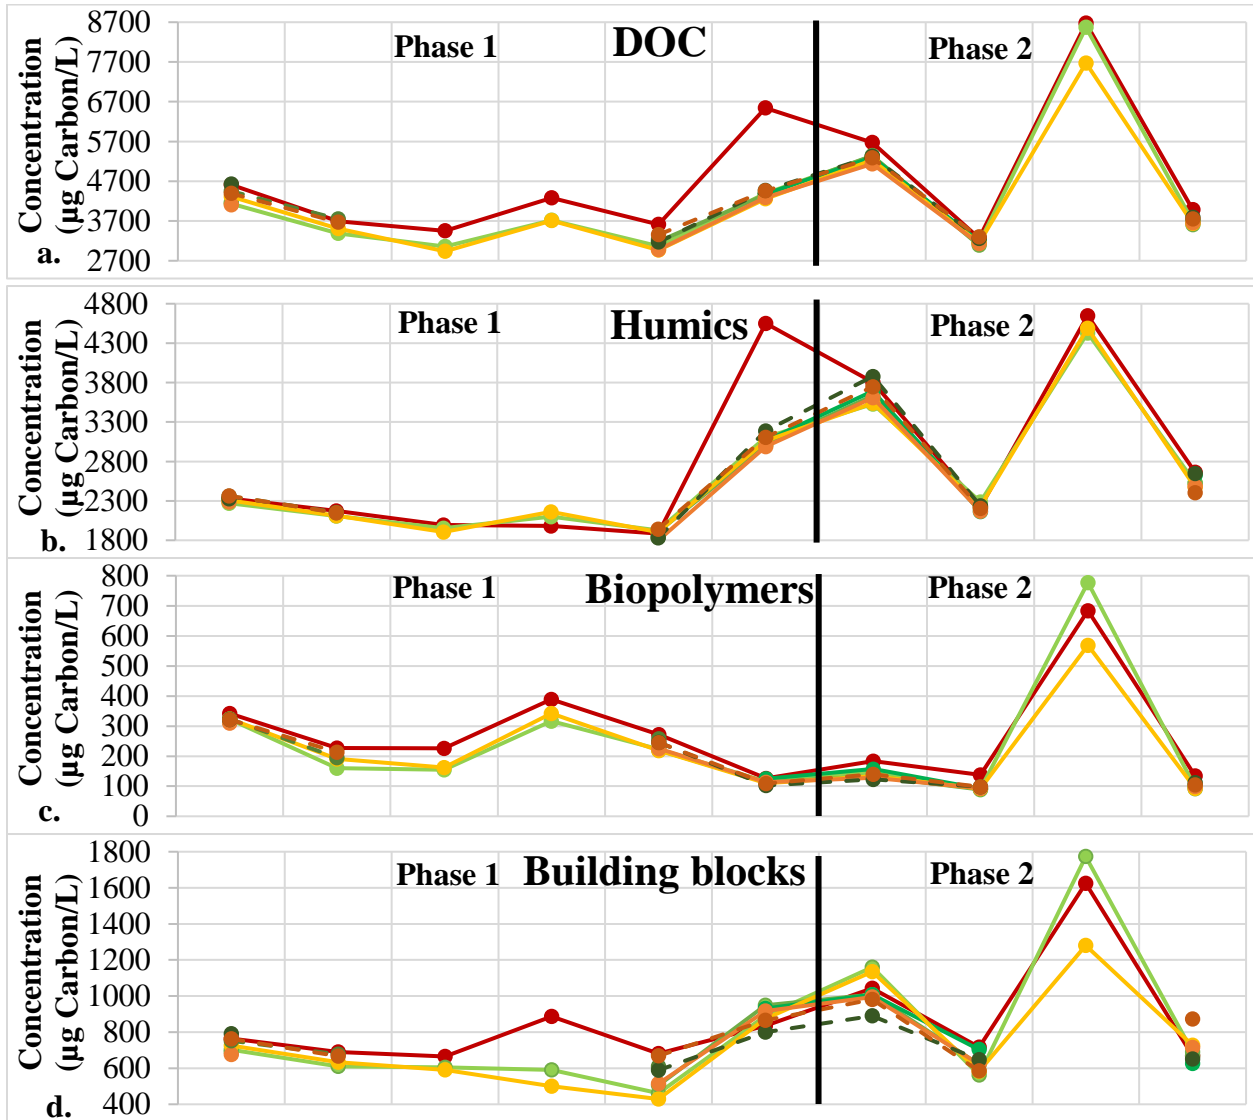 Concentration
(µg Carbon/L)
8700
7700
6700
5700
4700
3700
2700
Phase 1
DOC
Phase 2
a.
Concentration
(µg Carbon/L)
4800
4300
3800
3300
2800
2300
1800
Phase 1
Humics
Phase 2
b.
Concentration
(µg Carbon/L)
800
700
600
500
400
300
200
100
0
Phase 1
Biopolymers
Phase 2
c.
Concentration
(µg Carbon/L)
1800
1600
1400
1200
1000
800
600
400
Phase 1
Building blocks
Phase 2
d.